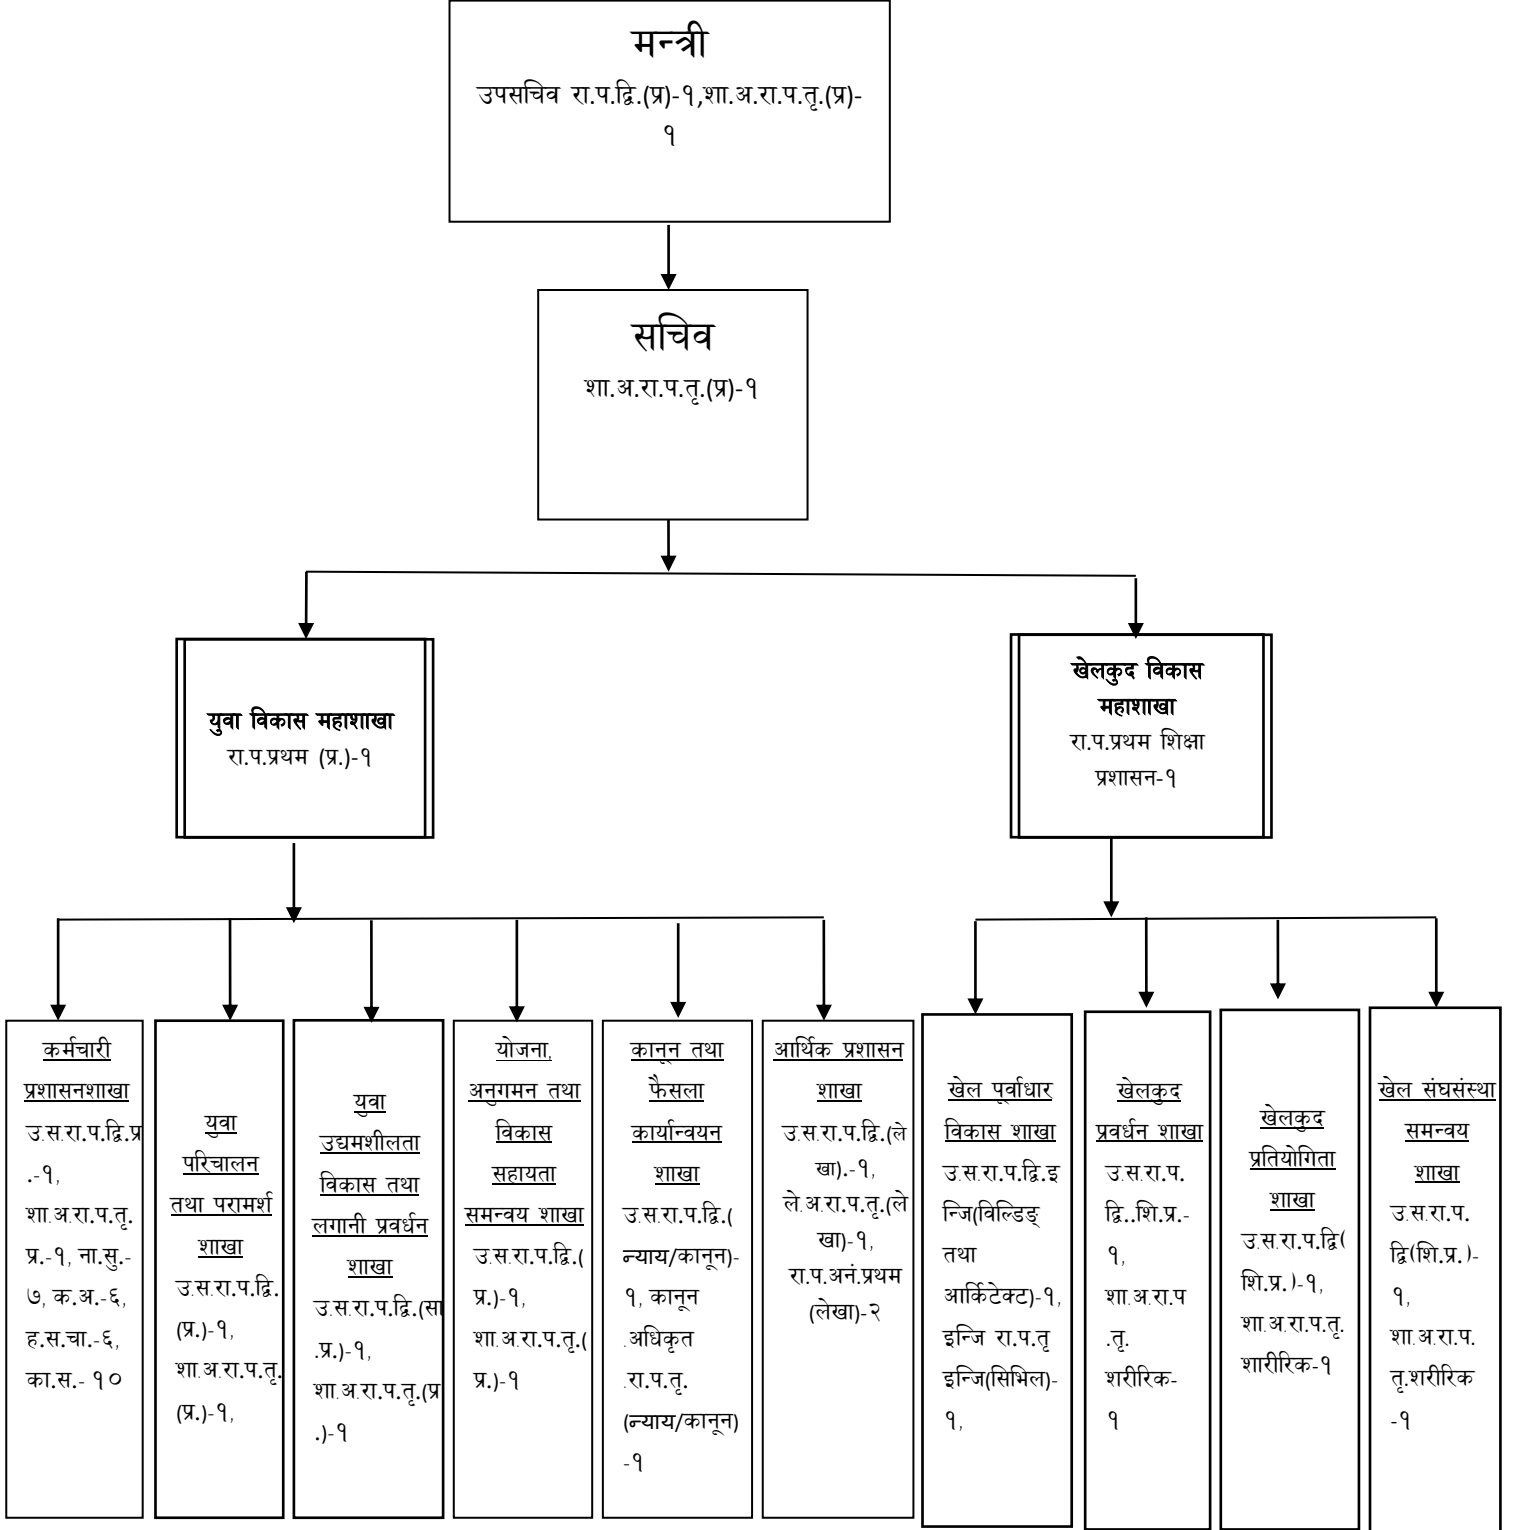 मन्त्री
उपसचिव रा.प.द्वि.(प्र)-१,शा.अ.रा.प.तृ.(प्र)-
१
सचिव
शा.अ.रा.प.तृ.(प्र)-१
युवा विकास महाशाखा
रा.प.प्रथम (प्र.)-१
खेलकुद विकास
महाशाखा
रा.प.प्रथम शिक्षा
प्रशासन-१
कर्मचारी
प्रशासनशाखा
उ.स.रा.प.द्वि.प्र
.-१,
शा.अ.रा.प.तृ.
प्र.-१, ना.सु.-
७, क.अ.-६,
ह.स.चा.-६,
का.स.- १०
युवा
परिचालन
तथा परामर्श
शाखा
उ.स.रा.प.द्वि.
(प्र.)-१,
शा.अ.रा.प.तृ.
(प्र.)-१,
युवा
उद्यमशीलता
विकास तथा
लगानी प्रवर्धन
शाखा
उ.स.रा.प.द्वि.(सा
.प्र.)-१,
शा.अ.रा.प.तृ.(प्र
.)-१
योजना,
अनुगमन तथा
विकास
सहायता
समन्वय शाखा
उ.स.रा.प.द्वि.(
प्र.)-१,
शा.अ.रा.प.तृ.(
प्र.)-१
कानून तथा
फैसला
कार्यान्वयन
शाखा
उ.स.रा.प.द्वि.(
न्याय/कानून)-
१, कानून
.अधिकृत
.रा.प.तृ.
(न्याय/कानून)
-१
आर्थिक प्रशासन
शाखा
उ.स.रा.प.द्वि.(ले
खा).-१,
ले.अ.रा.प.तृ.(ले
खा)-१,
रा.प.अनं.प्रथम
(लेखा)-२
खेल पूर्वाधार
विकास शाखा
उ.स.रा.प.द्वि.इ
न्जि(विल्डिङ्
तथा
आर्किटेक्ट)-१,
इन्जि रा.प.तृ
इन्जि(सिभिल)-
१,
खेलकुद
प्रवर्धन शाखा
उ.स.रा.प.
द्वि..शि.प्र.-
१,
शा.अ.रा.प
.तृ.
शरीरिक-
१
खेलकुद
प्रतियोगिता
शाखा
उ.स.रा.प.द्वि(
शि.प्र.)-१,
शा.अ.रा.प.तृ.
शारीरिक-१
खेल संघसंस्था
समन्वय
शाखा
उ.स.रा.प.
द्वि(शि.प्र.)-
१,
शा.अ.रा.प.
तृ.शरीरिक
-१